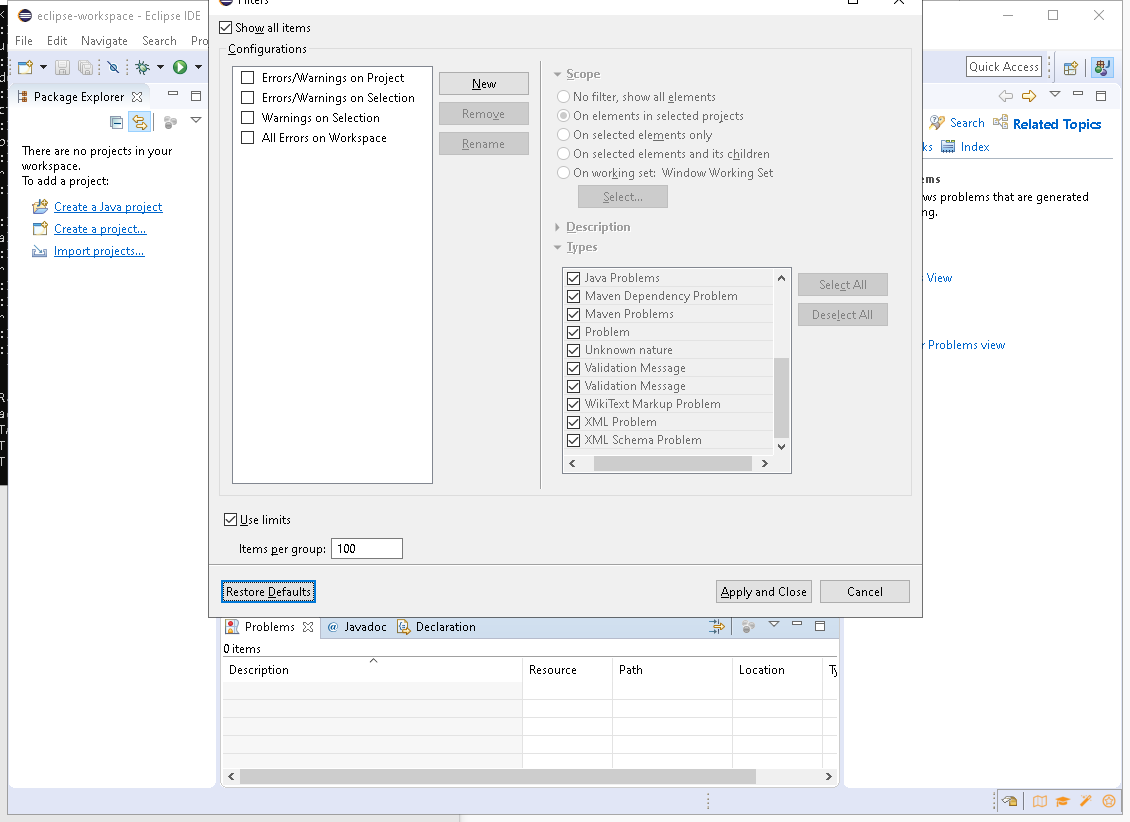 eclipse-workspace - Eclipse IDE
Filters
File Edit Navigate Search Pro
Show all items
Configurations
Errors/Warnings on Project
Errors/Warnings on Selection
Warnings on Selection
All Errors on Workspace
New
Remove
Rename
Scope
No filter, show all elements
On elements in selected projects
On selected elements only
On selected elements and its children
On working set: Window Working Set
Select...
Description
Types
Java Problems
Maven Dependency Problem
Maven Problems
Problem
Unknown nature
Validation Message
Validation Message
WikiText Markup Problem
XML Problem
XML Schema Problem
Select All
Deselect All
Use limits
Items per group: 100
Restore Defaults
Apply and Close
Cancel
Package Explorer
There are no projects in your
workspace.
To add a project:
Create a Java project
Create a project...
Import projects...
Quick Access
Search Related Topics
ks Index
ems
ws problems that are generated
ng.
View
r Problems view
Problems @ Javadoc Declaration
0 items
Description Resource Path Location Ty